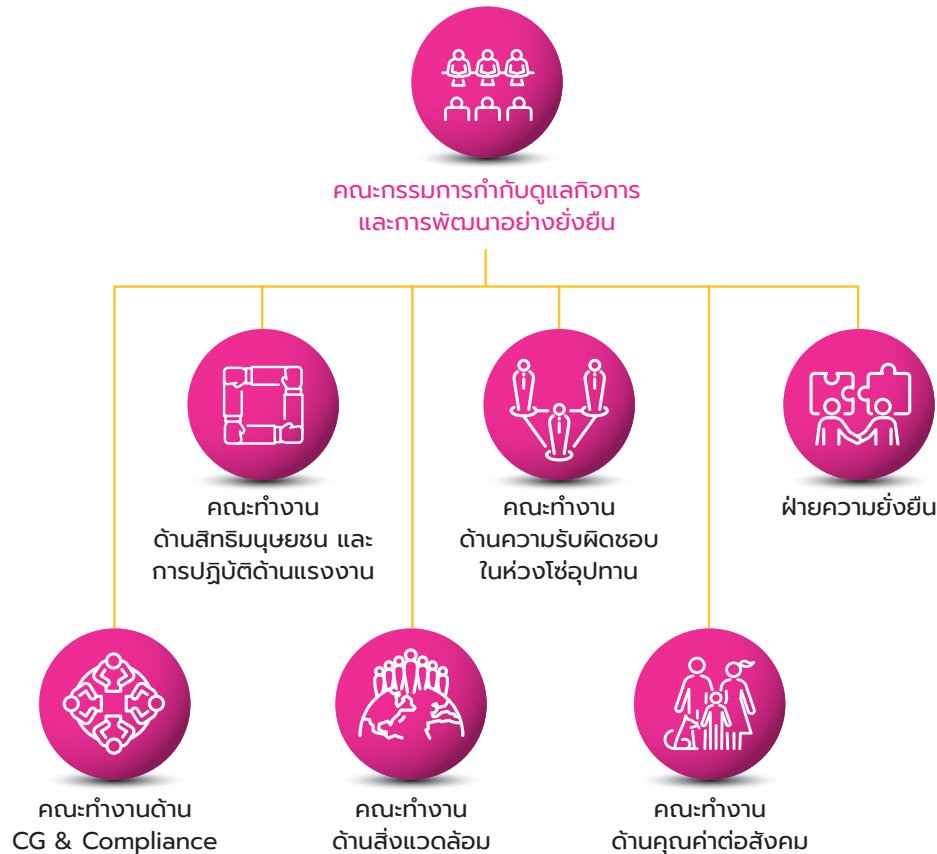 คณะกรรมการกำกับดูแลกิจการ
และการพัฒนาอย่างยั่งยืน
คณะทำงาน
ด้านสิทธิมนุษยชน และ
การปฏิบัติด้านแรงงาน
คณะทำงาน
ด้านความรับผิดชอบ
ในห่วงโซ่อุปทาน
ฝ่ายความยั่งยืน
คณะทำงานด้าน
CG & Compliance
คณะทำงาน
ด้านสิ่งแวดล้อม
คณะทำงาน
ด้านคุณค่าต่อสังคม